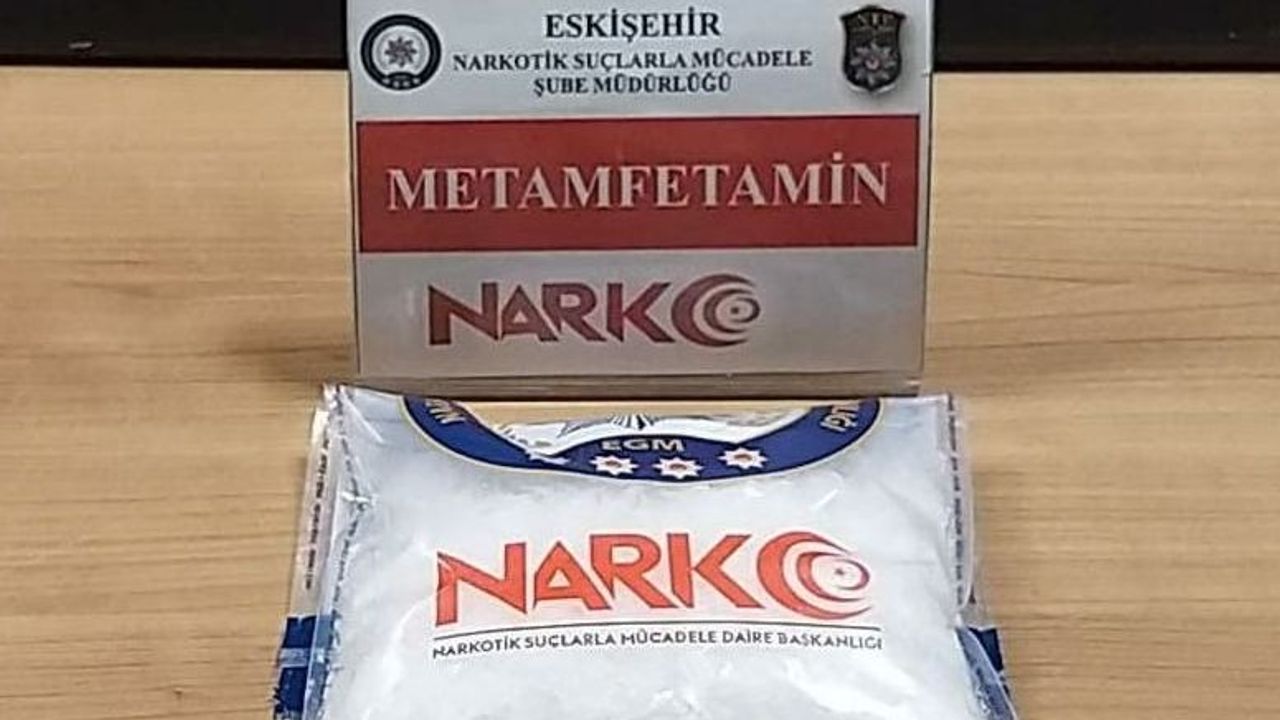 ESKİŞEHİR
NARKOTİK SUÇLARLA MÜCADELE
ŞUBE MÜDÜRLÜĞÜ
METAMFETAMİN
NARKO
EGM
NARKO
NARKOTİK SUÇLARLA MÜCADELE DAİRE BAŞKANLIĞI